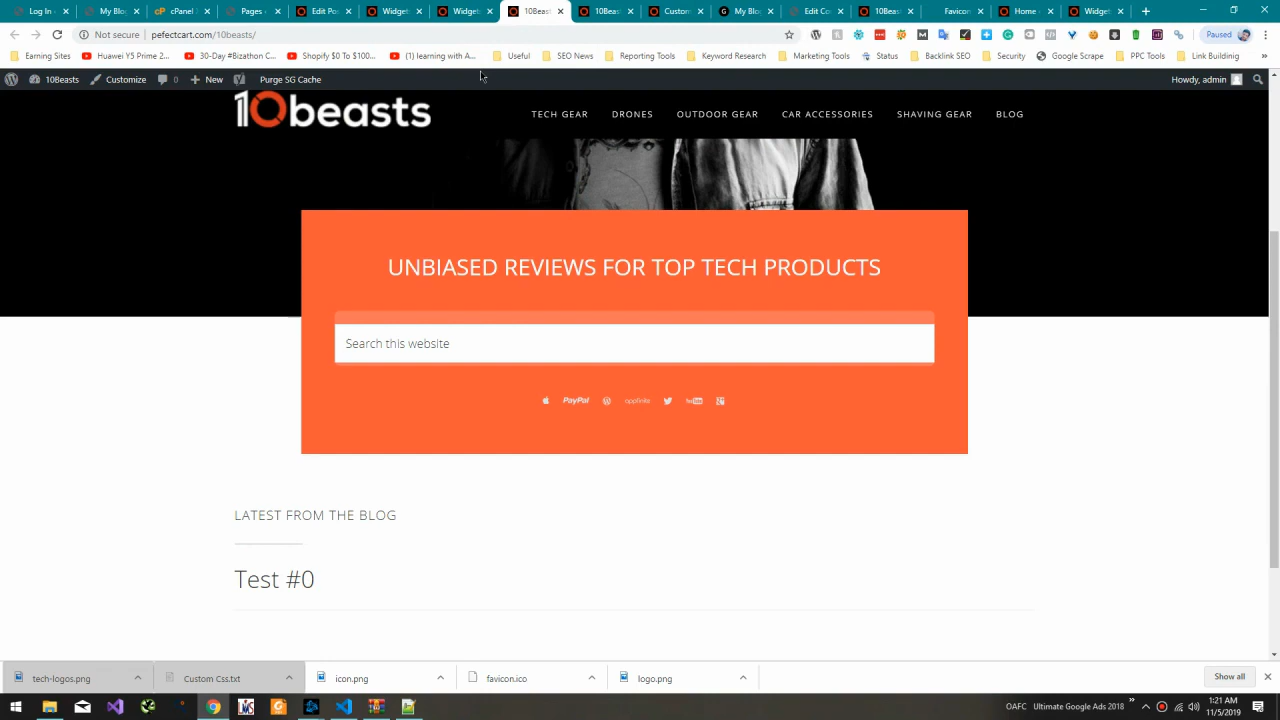 Log In
My Bloc
cPanel
Pages
Edit Po
Widget
Widget
10Beas
10Beas
Custom
My Blo
Edit Co
10Beas
Favicon
Home -
Widget
Not secure
pefectcart.com/10beasts/
Paused
Earning Sites
Huawei Y5 Prime 2...
30-Day #Bizathon C...
Shopify $0 To $100...
(1) learning with A...
Useful
SEO News
Reporting Tools
Keyword Research
Marketing Tools
Status
Backlink SEO
Security
Google Scrape
PPC Tools
Link Building
10Beasts
Customize
0
New
Purge SG Cache
Howdy, admin
10beasts
TECH GEAR
DRONES
OUTDOOR GEAR
CAR ACCESSORIES
SHAVING GEAR
BLOG
UNBIASED REVIEWS FOR TOP TECH PRODUCTS
Search this website
PayPal
appfinite
LATEST FROM THE BLOG
Test #0
tech-logos.png
Custom Css.txt
icon.png
favicon.ico
logo.png
Show all
OAFC
Ultimate Google Ads 2018
1:21 AM
11/5/2019